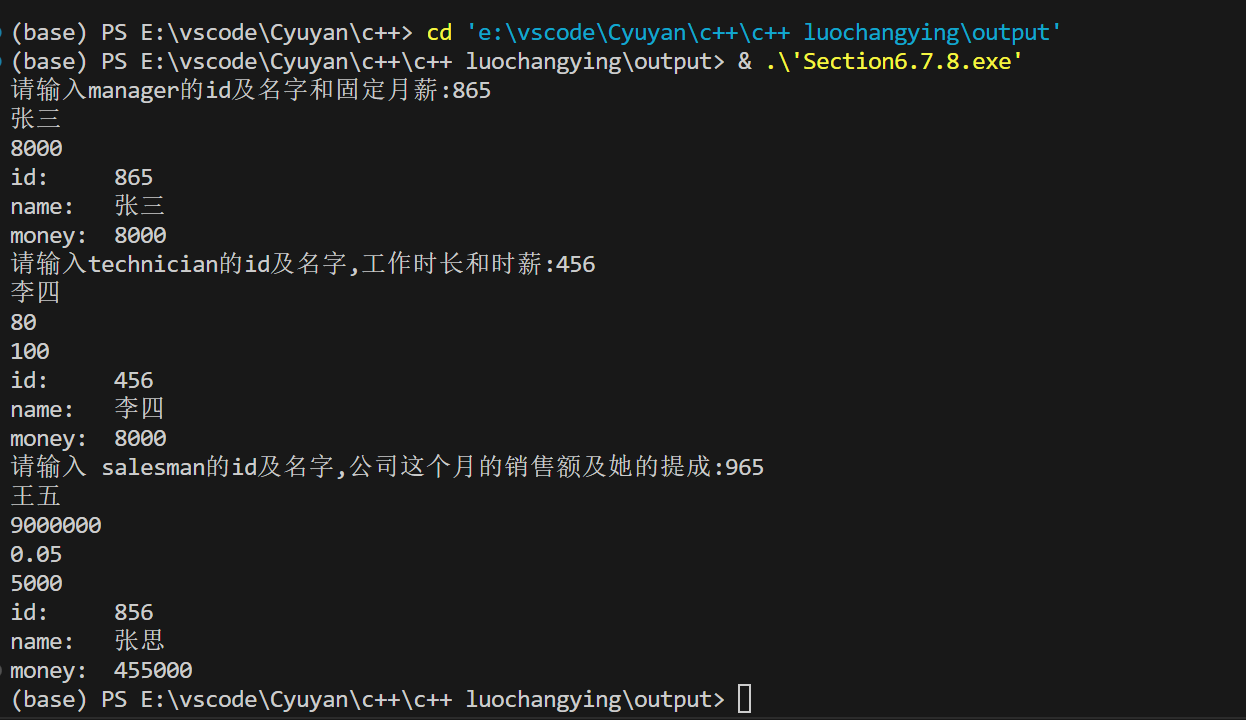 (base) PS E:\vscode\Cyuyan\c++> cd 'e:\vscode\Cyuyan\c++\c++ luochangying\output'
(base) PS E:\vscode\Cyuyan\c++\c++ luochangying\output> & .\'Section6.7.8.exe'
请输入manager的id及名字和固定月薪:865
张三
8000
id:     865
name:   张三
money:  8000
请输入technician的id及名字,工作时长和时薪:456
李四
80
100
id:     456
name:   李四
money:  8000
请输入 salesman的id及名字,公司这个月的销售额及她的提成:965
王五
9000000
0.05
5000
id:     856
name:   张思
money:  455000
(base) PS E:\vscode\Cyuyan\c++\c++ luochangying\output>